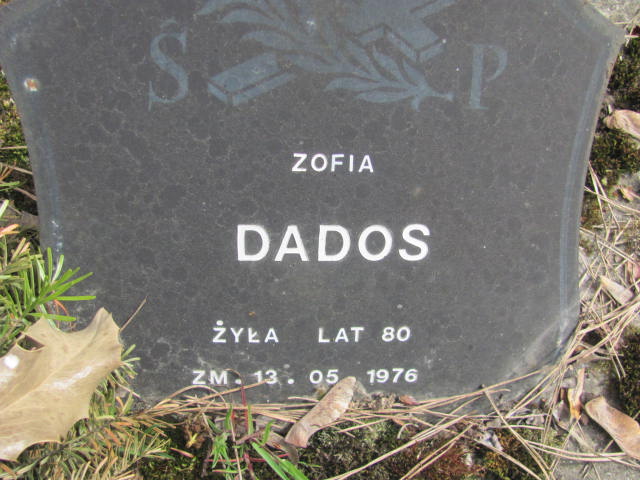 Ś P
ZOFIA
DADOS
ŻYŁA LAT 80
ZM. 13. 05 1976